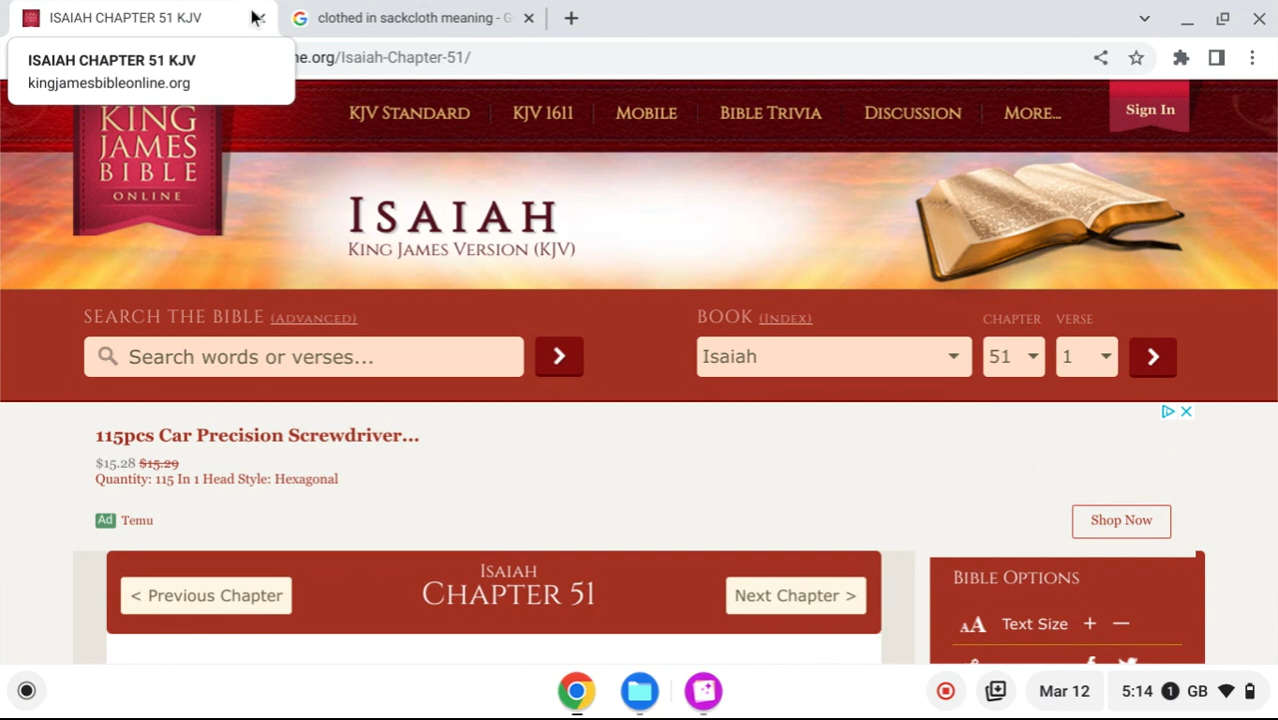 ISAIAH CHAPTER 51 KJV
clothed in sackcloth meaning - G
ISAIAH CHAPTER 51 KJV
kingjamesbibleonline.org
ne.org/Isaiah-Chapter-51/
KING JAMES BIBLE ONLINE
KJV STANDARD
KJV 1611
MOBILE
BIBLE TRIVIA
DISCUSSION
MORE...
Sign In
ISAIAH
KING JAMES VERSION (KJV)
SEARCH THE BIBLE (ADVANCED)
Search words or verses...
BOOK (INDEX)
CHAPTER
VERSE
Isaiah
51
1
115pcs Car Precision Screwdriver...
$15.28 $15.29
Quantity: 115 In 1 Head Style: Hexagonal
Ad Temu
Shop Now
< Previous Chapter
ISAIAH
CHAPTER 51
Next Chapter >
BIBLE OPTIONS
AA Text Size + —
Mar 12
5:14 1 GB